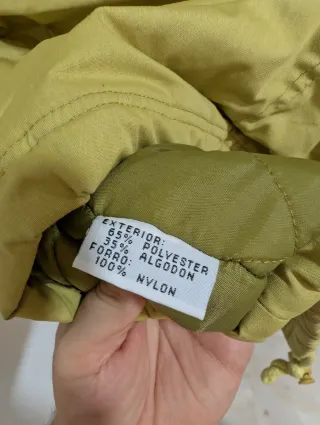 EXTERIOR:
65% POLYESTER
35% ALGODON
FORRO:
100% NYLON